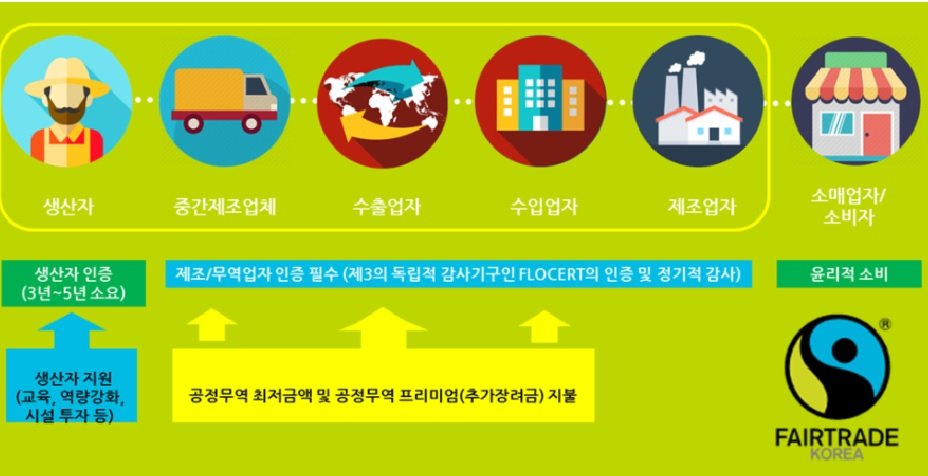 생산자
중간제조업체
수출업자
수입업자
제조업자
소매업자/
소비자
생산자 인증
(3년~5년 소요)
제조/무역업자 인증 필수 (제3의 독립적 감사기구인 FLOCERT의 인증 및 정기적 감사)
윤리적 소비
생산자 지원
(교육, 역량강화,
시설 투자 등)
공정무역 최저금액 및 공정무역 프리미엄(추가장려금) 지불
®
FAIRTRADE
KOREA